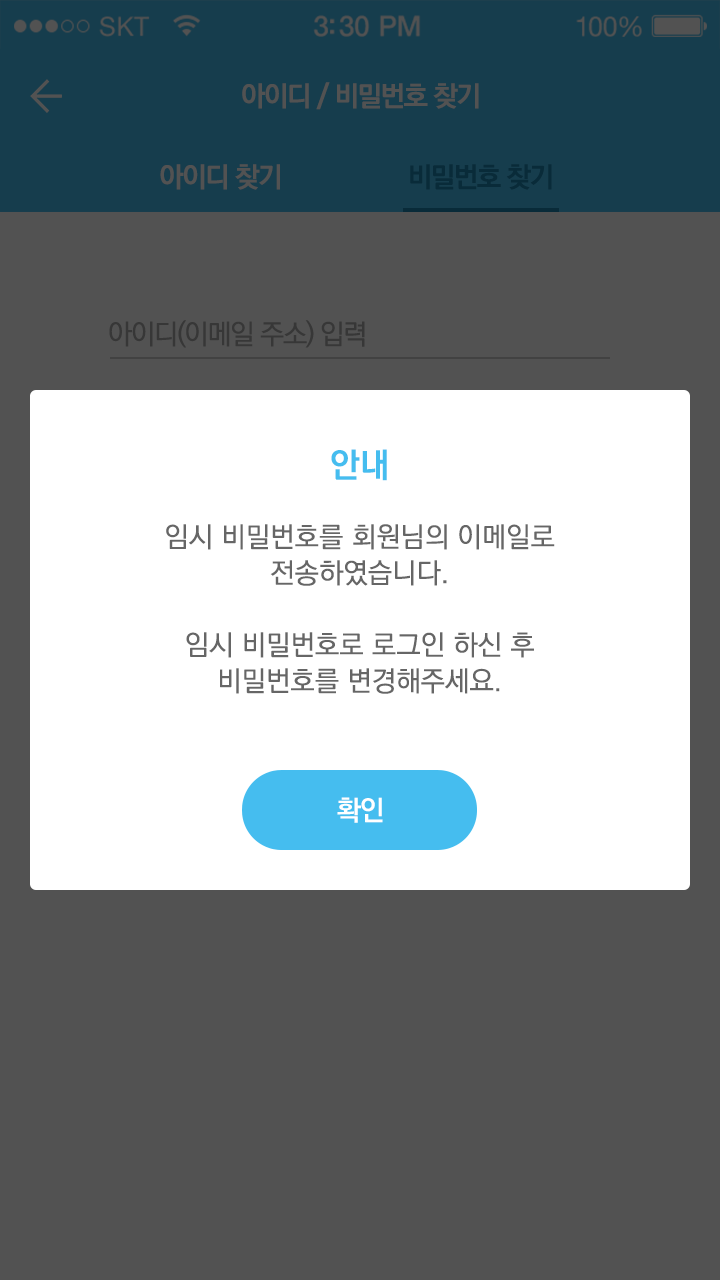 SKT 3:30 PM 100%
아이디 / 비밀번호 찾기
아이디 찾기 비밀번호 찾기
아이디(이메일 주소) 입력
안내
임시 비밀번호를 회원님의 이메일로
전송하였습니다.
임시 비밀번호로 로그인 하신 후
비밀번호를 변경해주세요.
확인